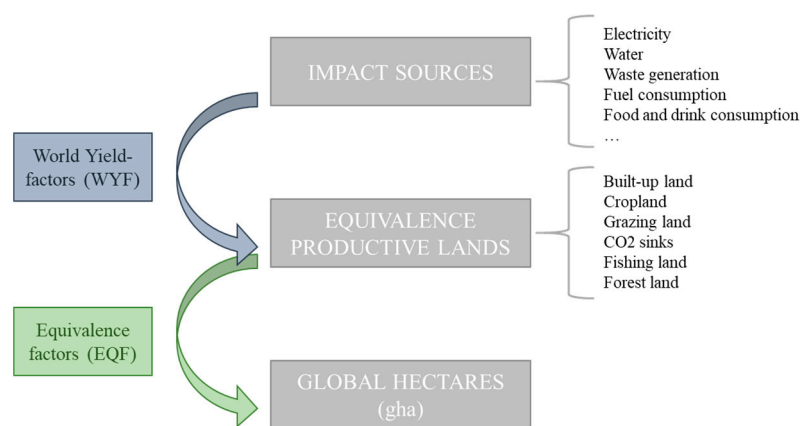 IMPACT SOURCES
Electricity
Water
Waste generation
Fuel consumption
Food and drink consumption
…
World Yield-
factors (WYF)
EQUIVALENCE
PRODUCTIVE LANDS
Built-up land
Cropland
Grazing land
CO2 sinks
Fishing land
Forest land
Equivalence
factors (EQF)
GLOBAL HECTARES
(gha)